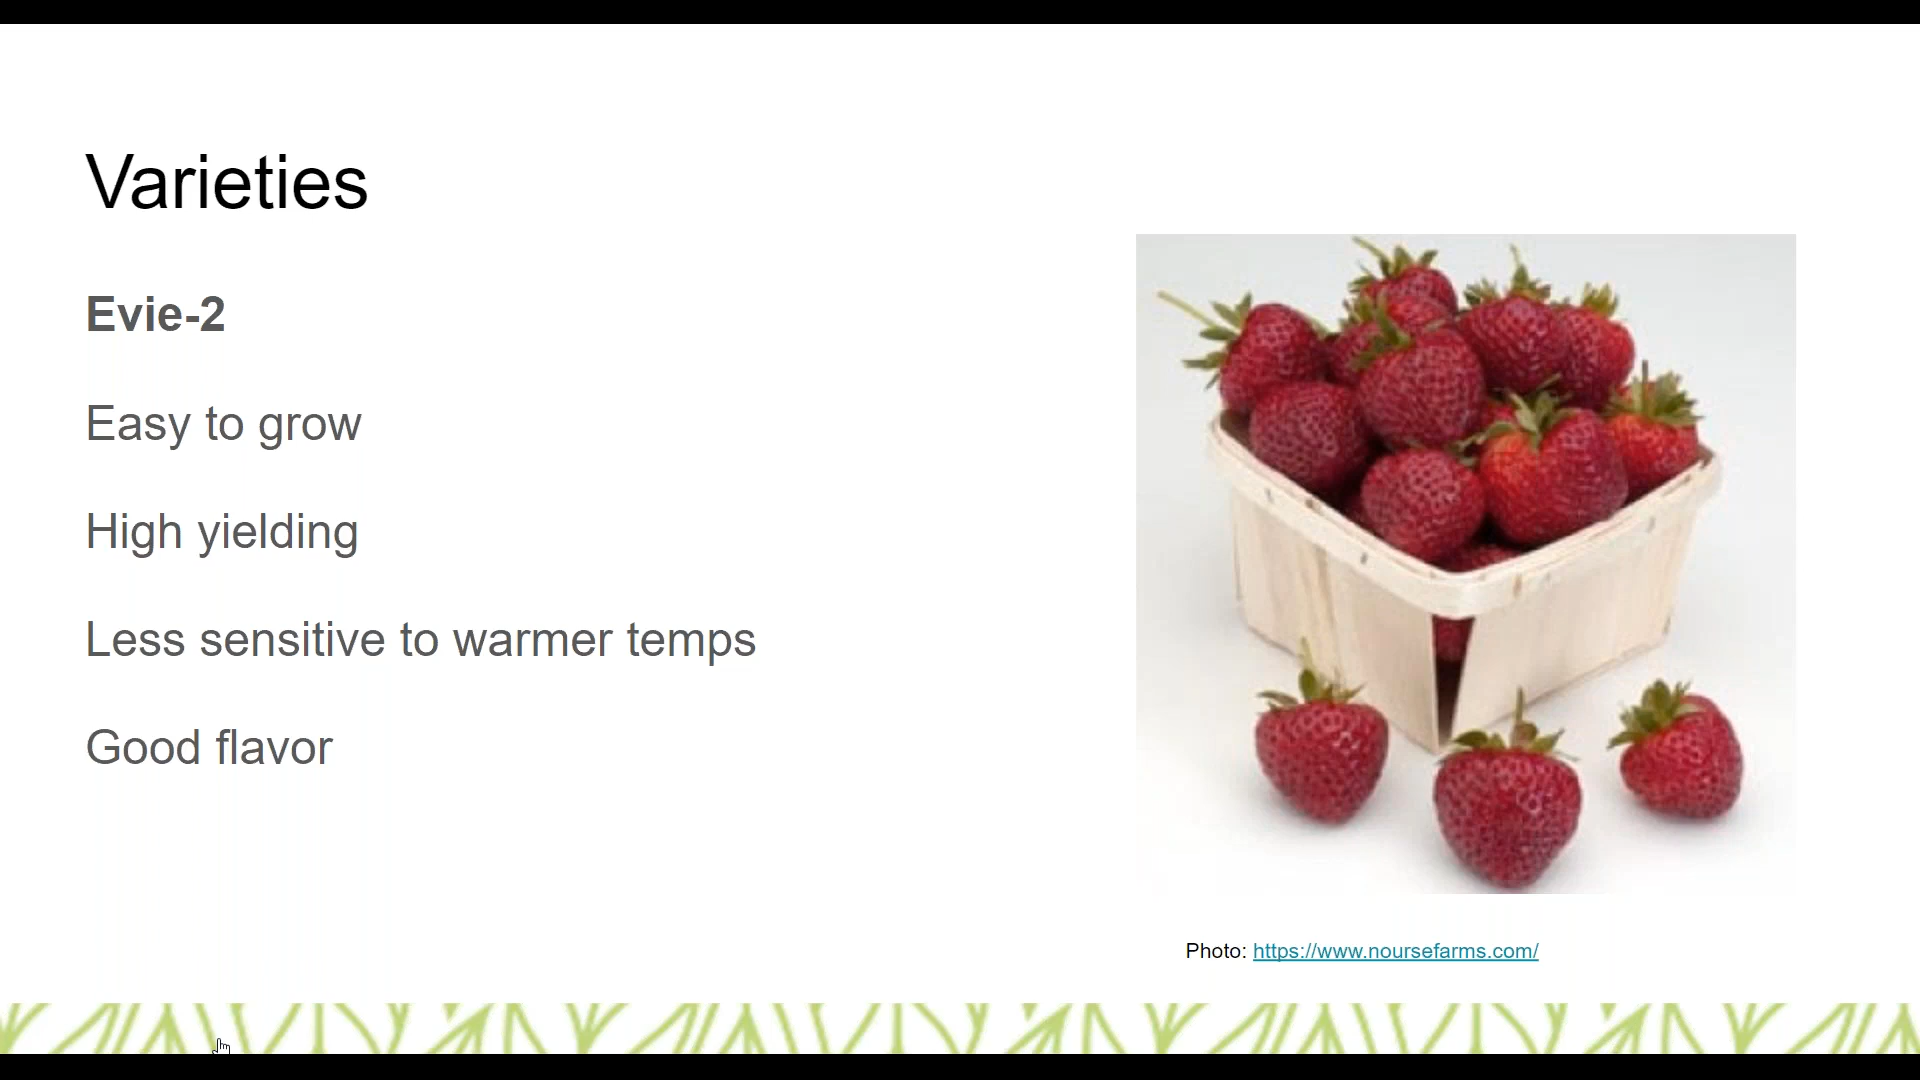 Varieties
Evie-2
Easy to grow
High yielding
Less sensitive to warmer temps
Good flavor
Photo: https://www.noursefarms.com/